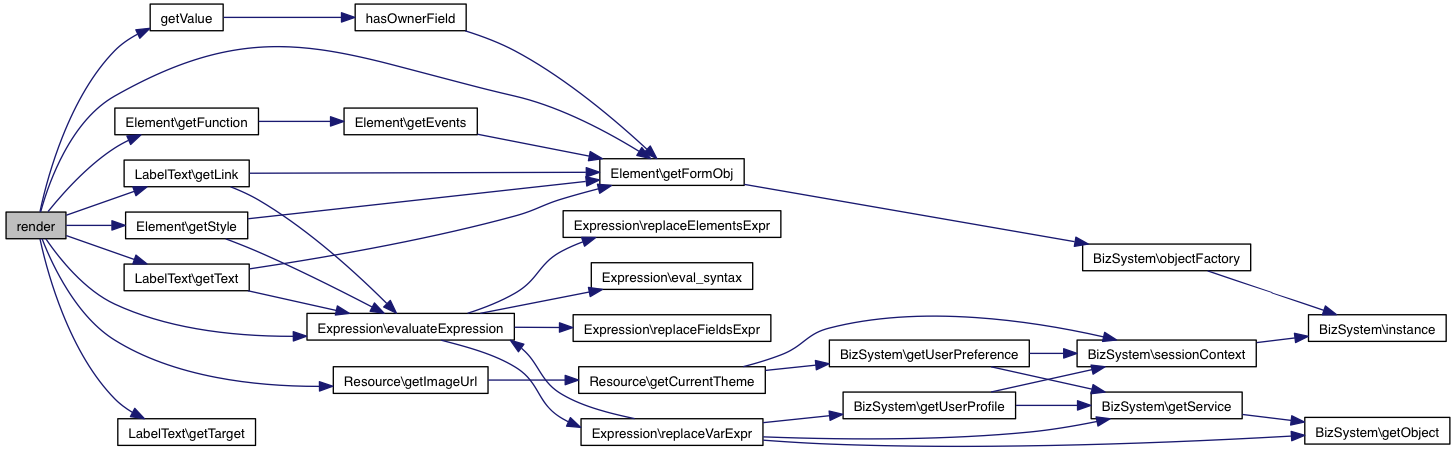 getValue
hasOwnerField
Element\getFunction
Element\getEvents
LabelText\getLink
Element\getFormObj
render
Element\getStyle
Expression\replaceElementsExpr
BizSystem\objectFactory
LabelText\getText
Expression\eval_syntax
Expression\evaluateExpression
Expression\replaceFieldsExpr
BizSystem\instance
BizSystem\getUserPreference
BizSystem\sessionContext
Resource\getImageUrl
Resource\getCurrentTheme
BizSystem\getUserProfile
BizSystem\getService
LabelText\getTarget
Expression\replaceVarExpr
BizSystem\getObject